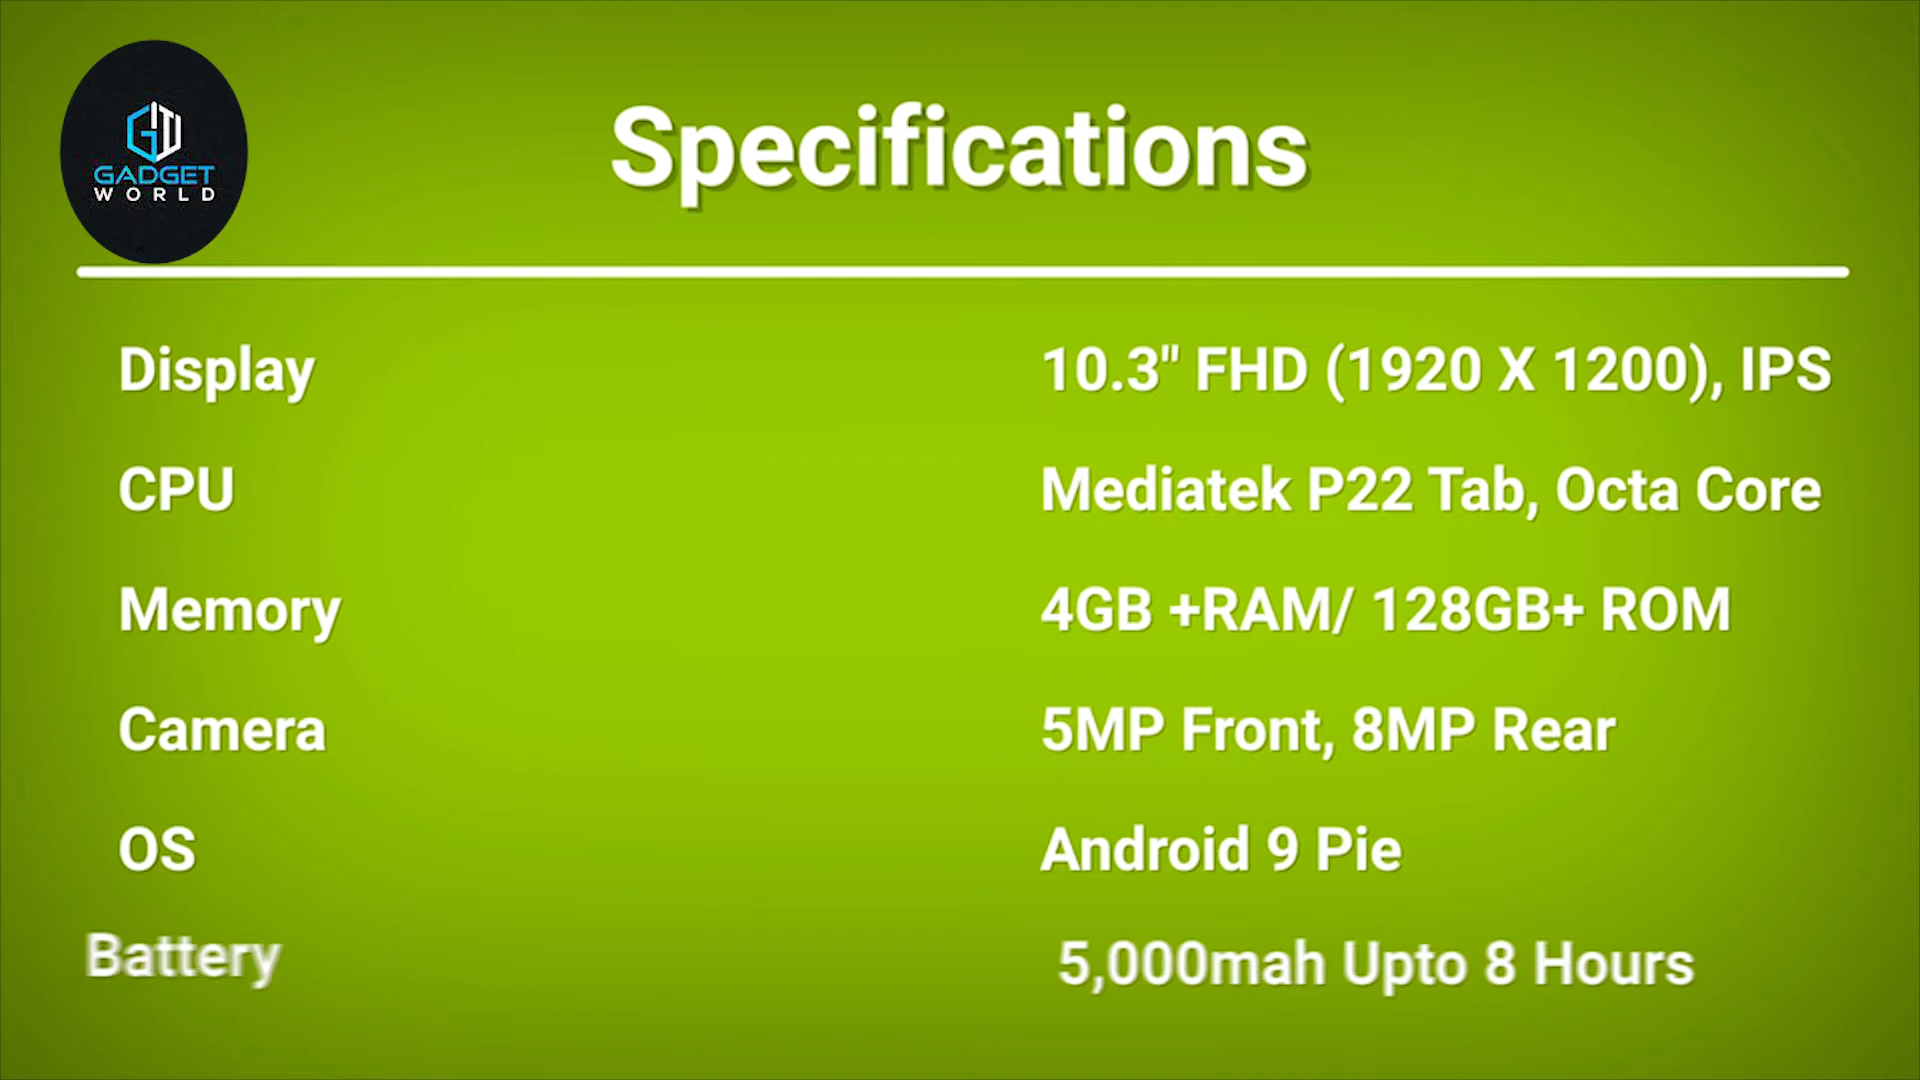 GADGET
WORLD
Specifications
Display 10.3" FHD (1920 X 1200), IPS
CPU Mediatek P22 Tab, Octa Core
Memory 4GB +RAM/ 128GB+ ROM
Camera 5MP Front, 8MP Rear
OS Android 9 Pie
Battery 5,000mah Upto 8 Hours